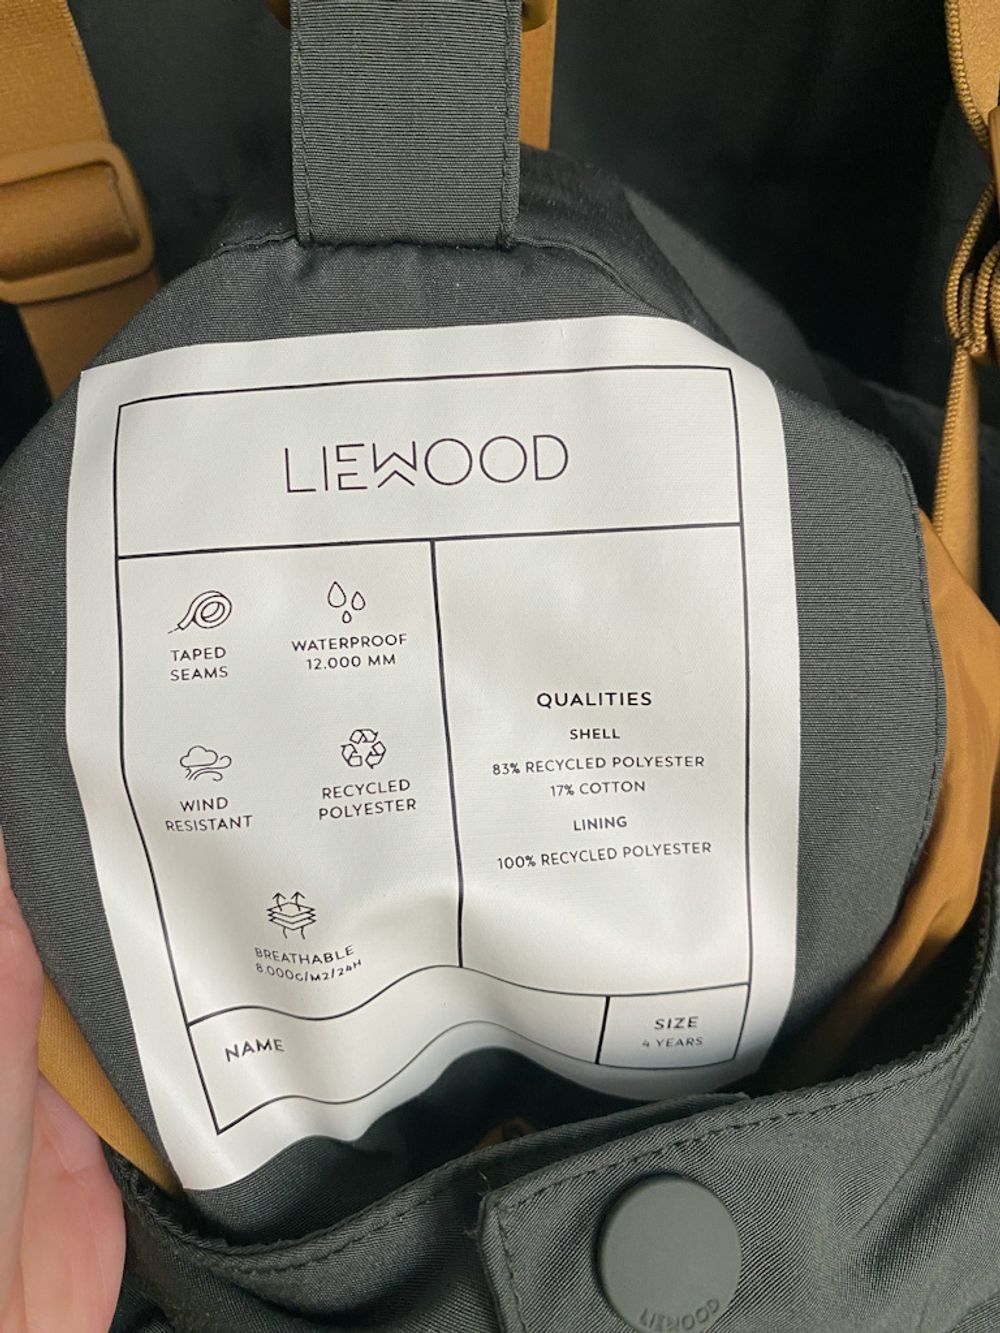 LIEWOOD
TAPED
SEAMS
WATERPROOF
12.000 MM
WIND
RESISTANT
RECYCLED
POLYESTER
BREATHABLE
8.000G/M2/24H
QUALITIES
SHELL
83% RECYCLED POLYESTER
17% COTTON
LINING
100% RECYCLED POLYESTER
NAME
SIZE
4 YEARS
LIEWOOD